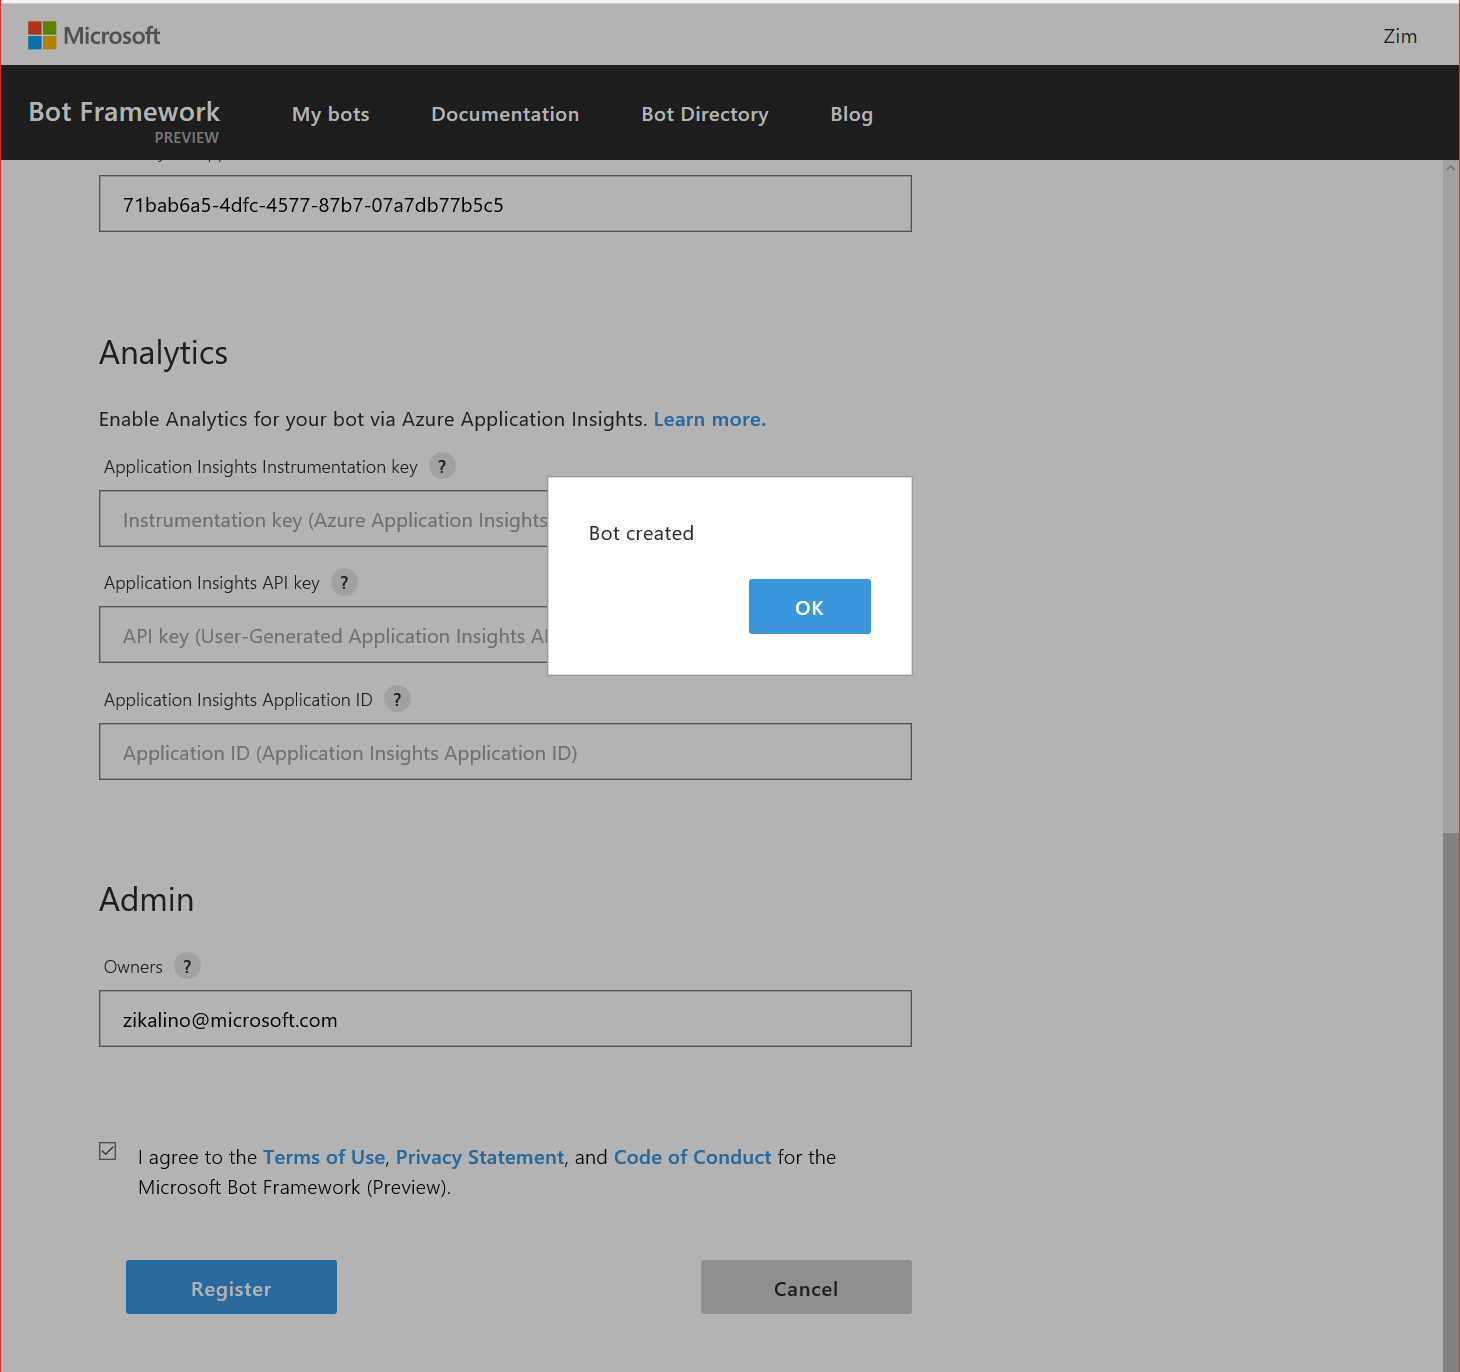 Microsoft
Zim
Bot Framework
PREVIEW
My bots
Documentation
Bot Directory
Blog
71bab6a5-4dfc-4577-87b7-07a7db77b5c5
Analytics
Enable Analytics for your bot via Azure Application Insights. Learn more.
Application Insights Instrumentation key ?
Instrumentation key (Azure Application Insights
Bot created
OK
Application Insights API key ?
API key (User-Generated Application Insights
Application Insights Application ID ?
Application ID (Application Insights Application ID)
Admin
Owners ?
zikalino@microsoft.com
I agree to the Terms of Use, Privacy Statement, and Code of Conduct for the
Microsoft Bot Framework (Preview).
Register
Cancel